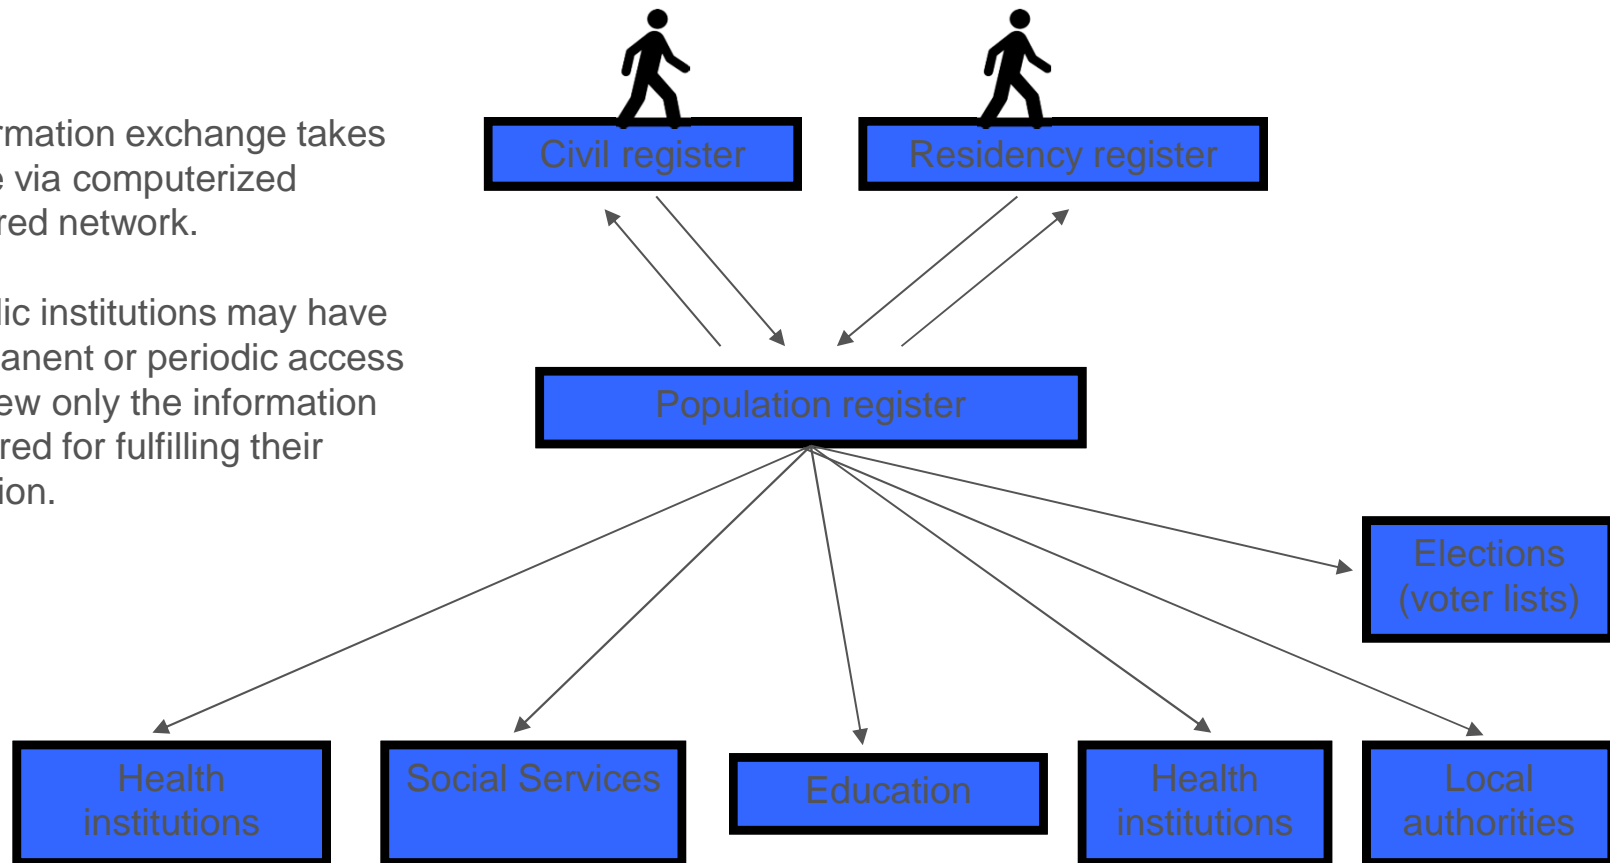 rmation exchange takes
e via computerized
red network.
lic institutions may have
anent or periodic access
ew only the information
red for fulfilling their
ion.
Civil register
Residency register
Population register
Elections
(voter lists)
Health
institutions
Social Services
Education
Health
institutions
Local
authorities